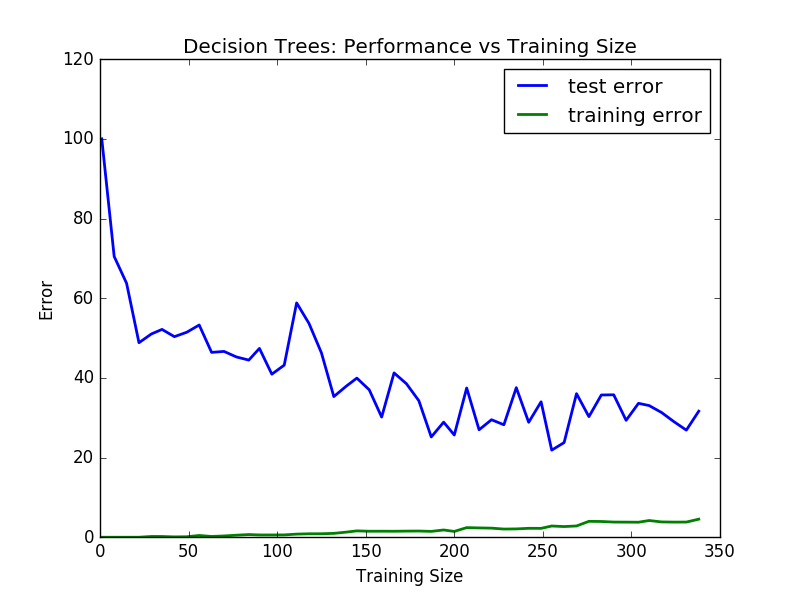 Decision Trees: Performance vs Training Size
120
100
80
60
40
20
0
Error
test error
training error
0 50 100 150 200 250 300 350
Training Size